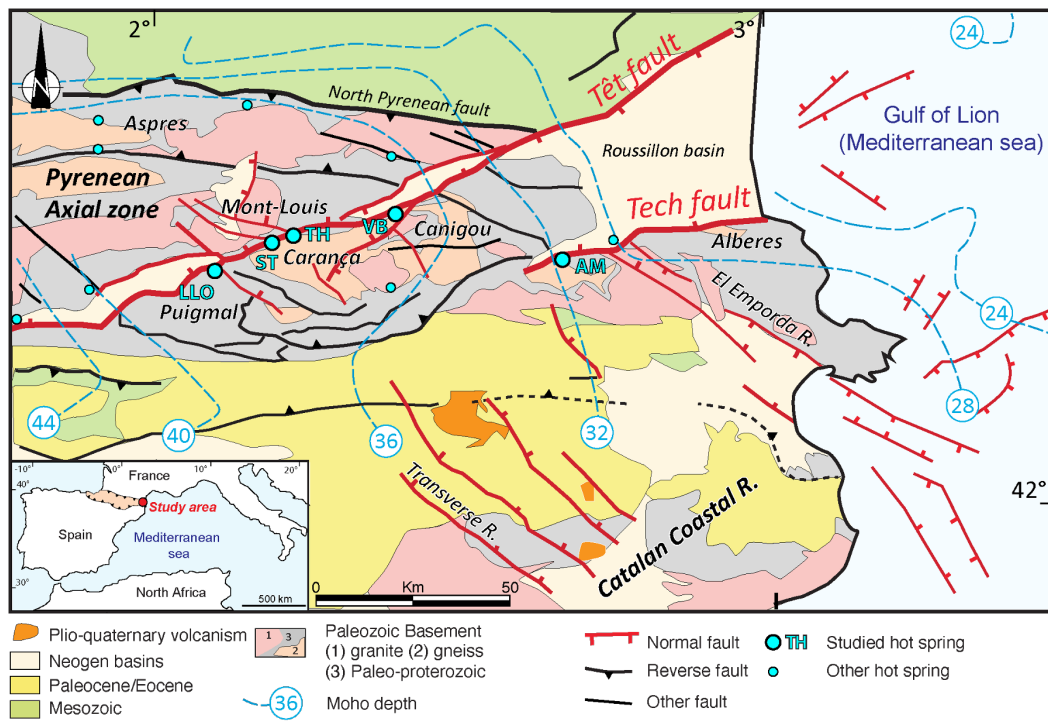 2°
3°
24
Têt fault
North Pyrenean fault
Gulf of Lion
(Mediterranean sea)
Aspres
Roussillon basin
Pyrenean
Axial zone
Mont-Louis
Tech fault
VB
TH
Canigou
Alberes
ST
Carança
AM
LLO
El Emporda R.
Puigmal
24
28
44
40
36
32
Transverse R.
Catalan Coastal R.
42°
-10°
0°
France
10°
20°
40°
Study area
Spain
Mediterranean
sea
30°
North Africa
500 km
0
Km
50
Plio-quaternary volcanism
Neogen basins
Paleocene/Eocene
Mesozoic
1
3
2
Paleozoic Basement
(1) granite (2) gneiss
(3) Paleo-proterozoic
36
Moho depth
Normal fault
Reverse fault
Other fault
TH
Studied hot spring
Other hot spring
N